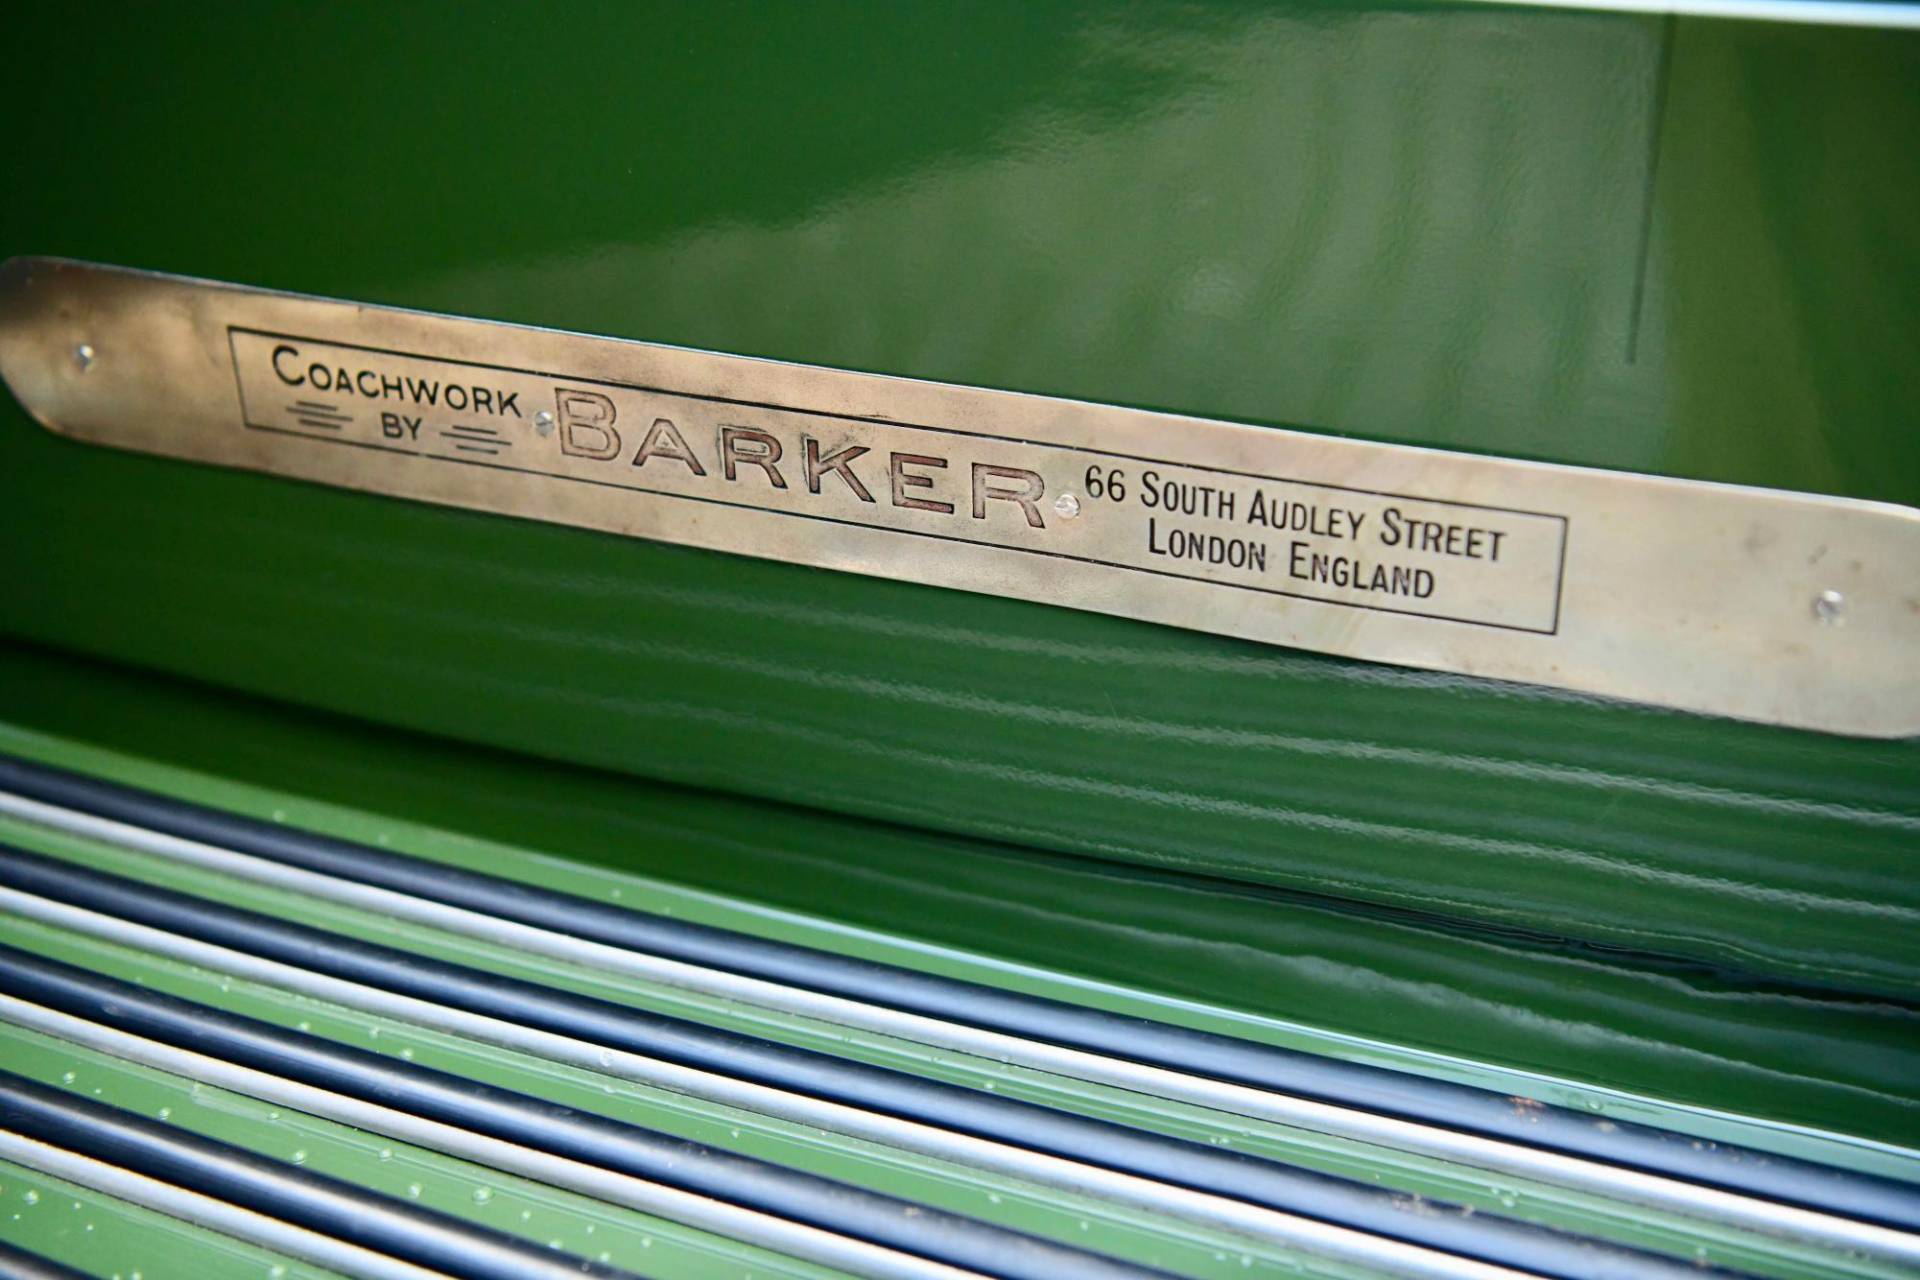 COACHWORK
BY
BARKER
66 SOUTH AUDLEY STREET
LONDON ENGLAND